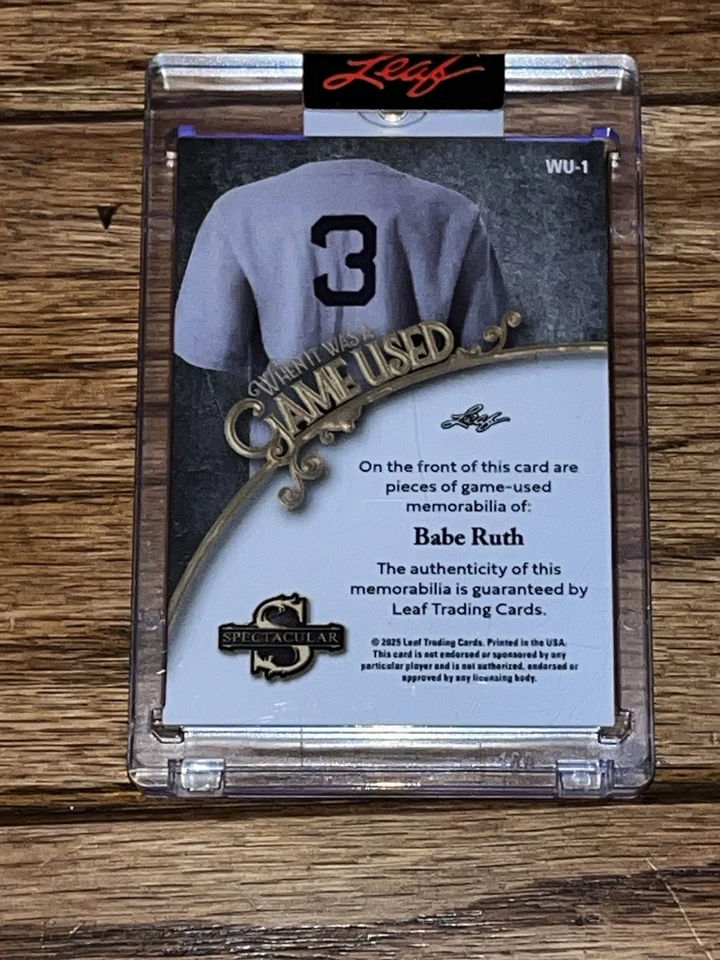 Leaf
WU-1
3
WHEN IT WAS A
GAME USED
Leaf
On the front of this card are
pieces of game-used
memorabilia of:
Babe Ruth
The authenticity of this
memorabilia is guaranteed by
Leaf Trading Cards.
S
SPECTACULAR
© 2025 Leaf Trading Cards. Printed in the USA.
This card is not endorsed or sponsored by any
particular player and is not authorized, endorsed or
approved by any licensing body.